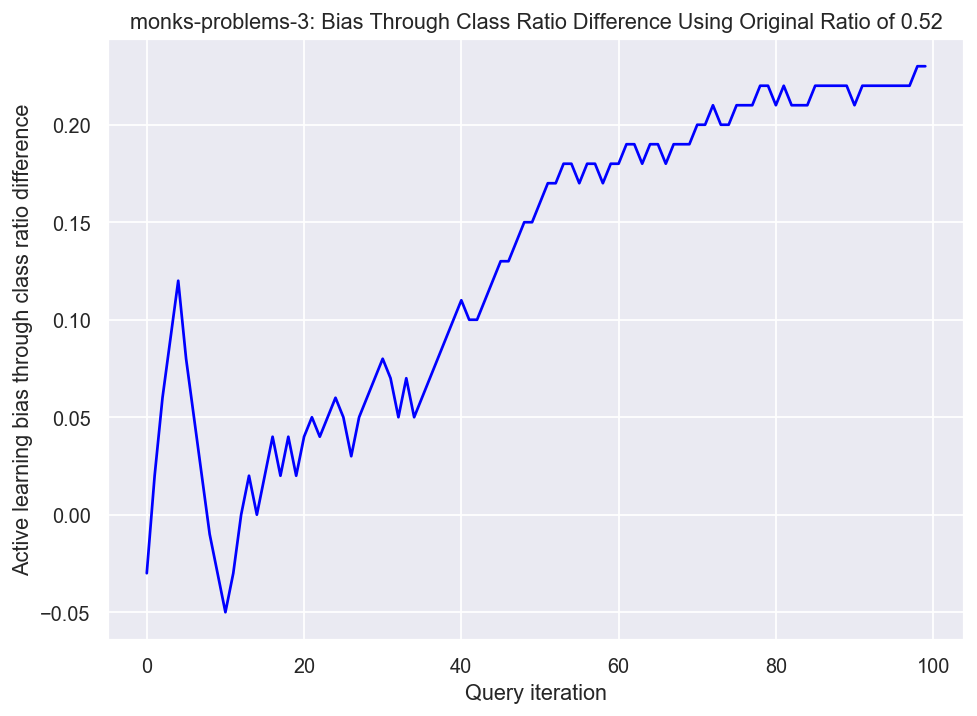 monks-problems-3: Bias Through Class Ratio Difference Using Original Ratio of 0.52
Active learning bias through class ratio difference
0.20
0.15
0.10
0.05
0.00
−0.05
0 20 40 60 80 100
Query iteration